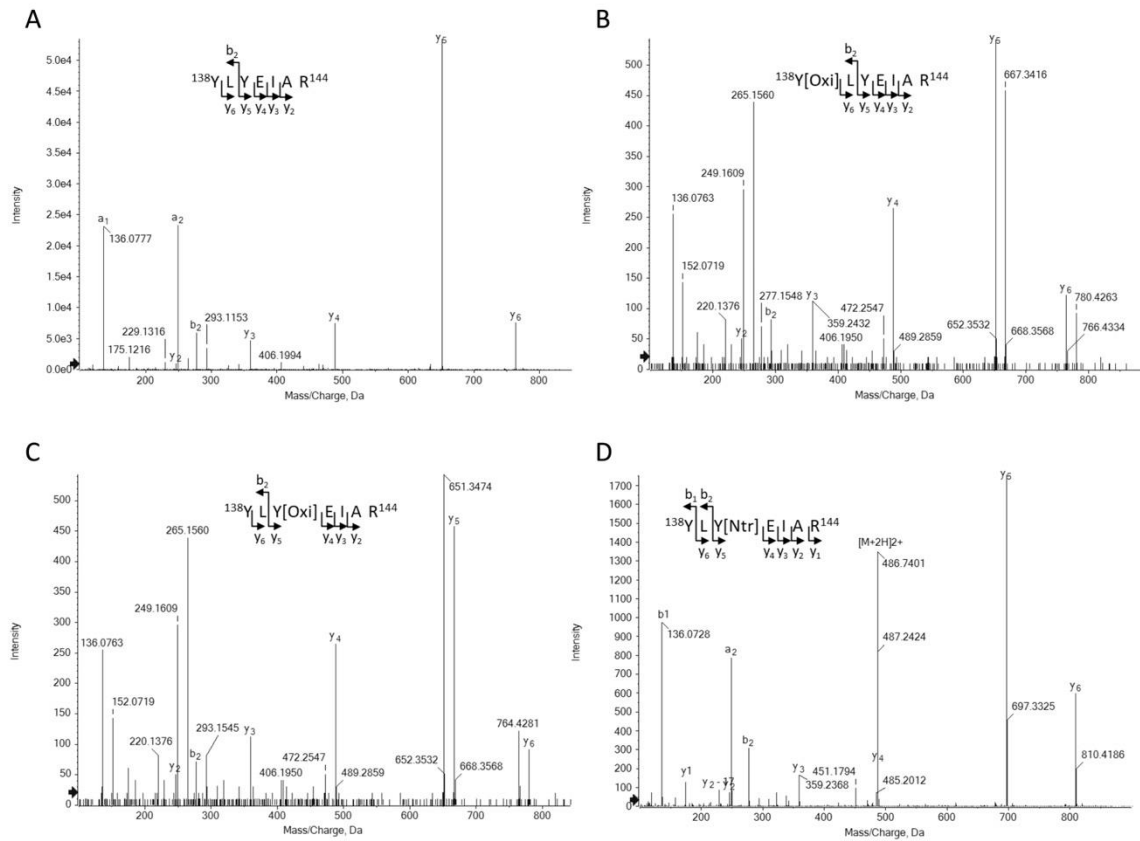 A
5.0e4
4.5e4
4.0e4
3.5e4
3.0e4
2.5e4
2.0e4
1.5e4
1.0e4
5.0e3
0.0e0
Intensity
b2
138Y L Y E I A R144
y6 y5 y4 y3 y2
y5
a1
136.0777
a2
229.1316
175.1216
y2
b2
293.1153
y3
406.1994
y4
y6
200 300 400 500 600 700 800
Mass/Charge, Da
B
500
450
400
350
300
250
200
150
100
50
0
Intensity
b2
138Y[Oxi] L Y E I A R144
y6 y5 y4 y3 y2
y5
667.3416
265.1560
249.1609
136.0763
152.0719
220.1376
y2
277.1548
b2
y3
359.2432
406.1950
472.2547
y4
489.2859
652.3532
668.3568
y6
780.4263
766.4334
200 300 400 500 600 700 800
Mass/Charge, Da
C
500
450
400
350
300
250
200
150
100
50
0
Intensity
b2
138Y L Y[Oxi] E I A R144
y6 y5 y4 y3 y2
651.3474
y5
265.1560
249.1609
136.0763
152.0719
220.1376
y2
b2
293.1545
y3
406.1950
472.2547
y4
489.2859
652.3532
668.3568
764.4281
y6
200 300 400 500 600 700 800
Mass/Charge, Da
D
1700
1600
1500
1400
1300
1200
1100
1000
900
800
700
600
500
400
300
200
100
0
Intensity
b1 b2
138Y L Y[Ntr] E I A R144
y6 y5 y4 y3 y2 y1
y5
[M+2H]2+
486.7401
487.2424
b1
136.0728
a2
b2
y1
y2 - 17
y2
y3
359.2368
451.1794
y4
485.2012
697.3325
y6
810.4186
200 300 400 500 600 700 800
Mass/Charge, Da